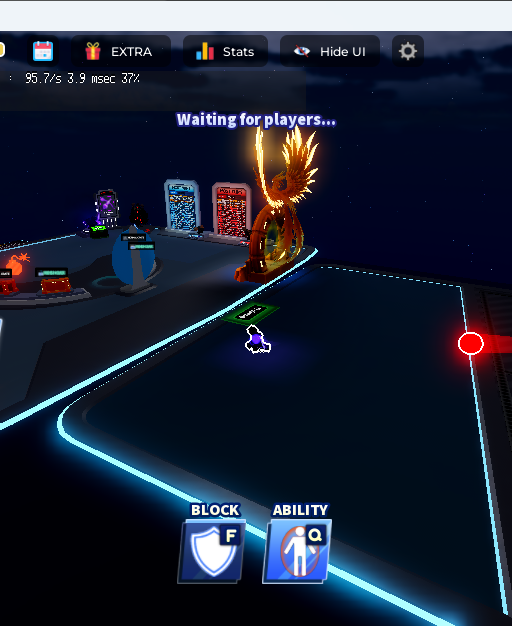 EXTRA
Stats
Hide UI
: 95.7/s 3.9 msec 37%
Waiting for players...
BLOCK
ABILITY
F
Q